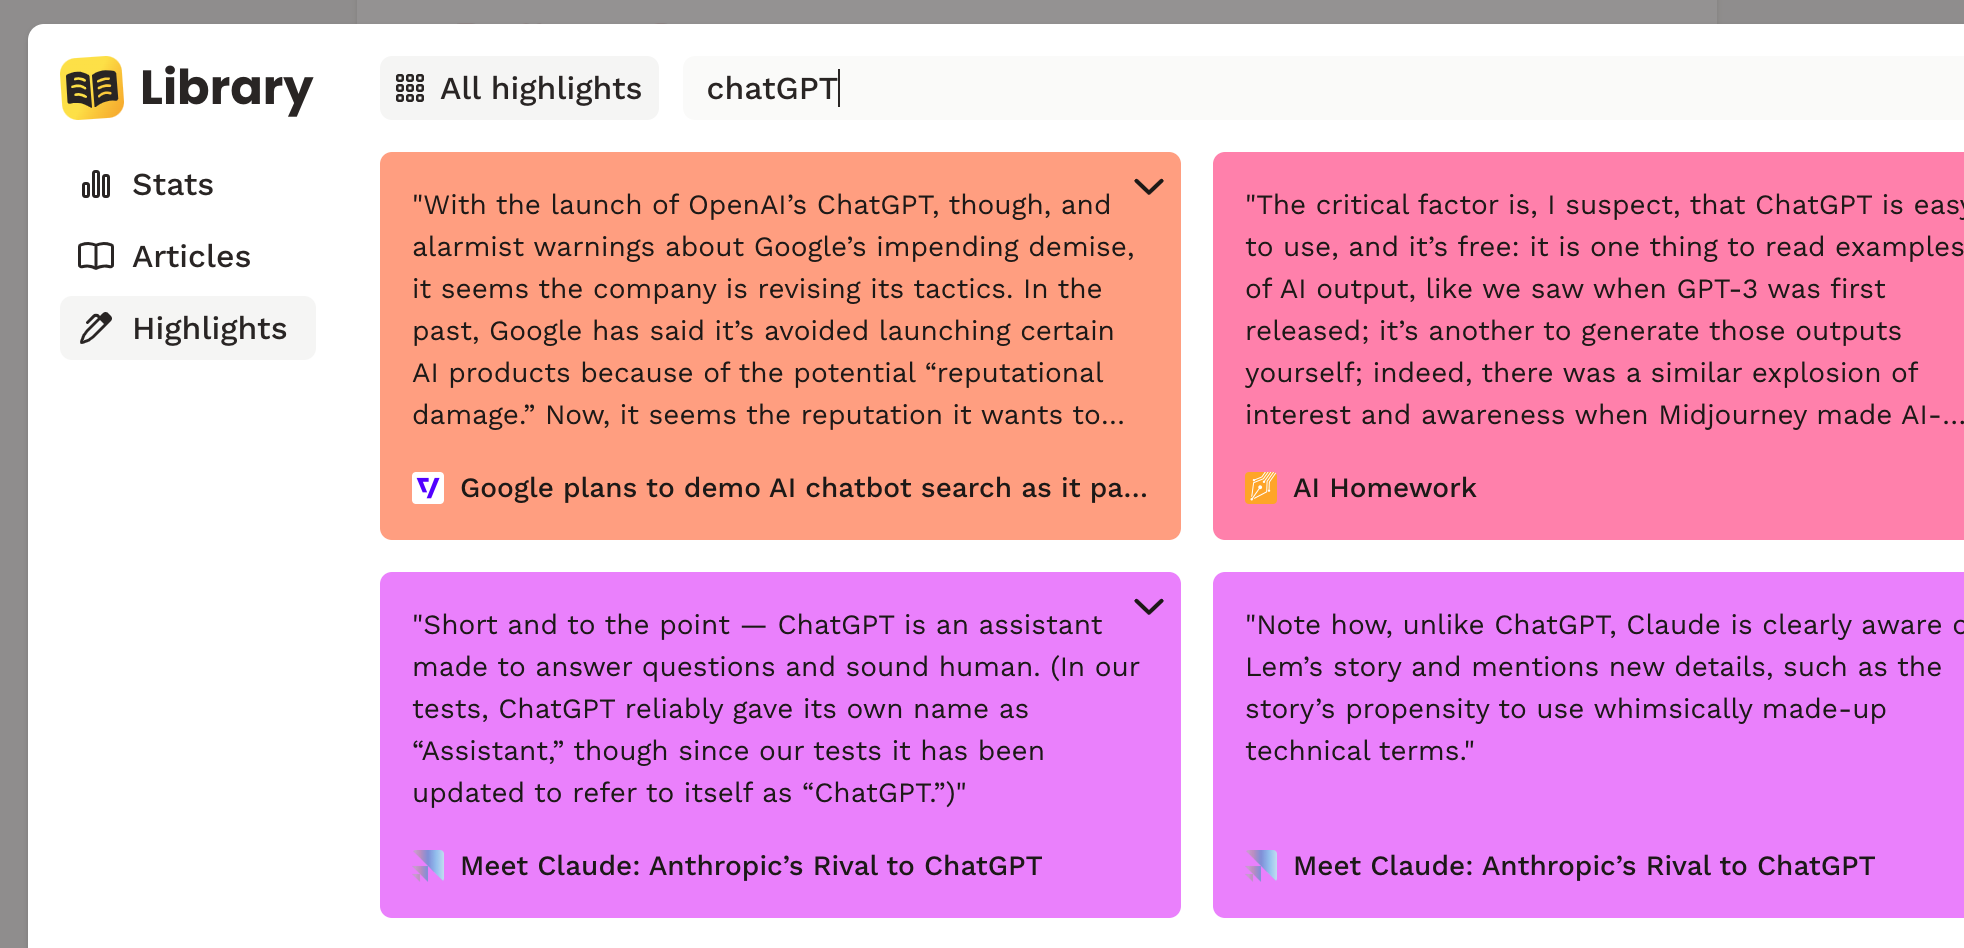 Library
All highlights
chatGPT
Stats
Articles
Highlights
"With the launch of OpenAI’s ChatGPT, though, and
alarmist warnings about Google’s impending demise,
it seems the company is revising its tactics. In the
past, Google has said it’s avoided launching certain
AI products because of the potential “reputational
damage.” Now, it seems the reputation it wants to...
Google plans to demo AI chatbot search as it pa...
"The critical factor is, I suspect, that ChatGPT is easy
to use, and it’s free: it is one thing to read examples
of AI output, like we saw when GPT-3 was first
released; it’s another to generate those outputs
yourself; indeed, there was a similar explosion of
interest and awareness when Midjourney made AI-...
AI Homework
"Short and to the point — ChatGPT is an assistant
made to answer questions and sound human. (In our
tests, ChatGPT reliably gave its own name as
“Assistant,” though since our tests it has been
updated to refer to itself as “ChatGPT.”)"
Meet Claude: Anthropic’s Rival to ChatGPT
"Note how, unlike ChatGPT, Claude is clearly aware
Lem’s story and mentions new details, such as the
story’s propensity to use whimsically made-up
technical terms."
Meet Claude: Anthropic’s Rival to ChatGPT